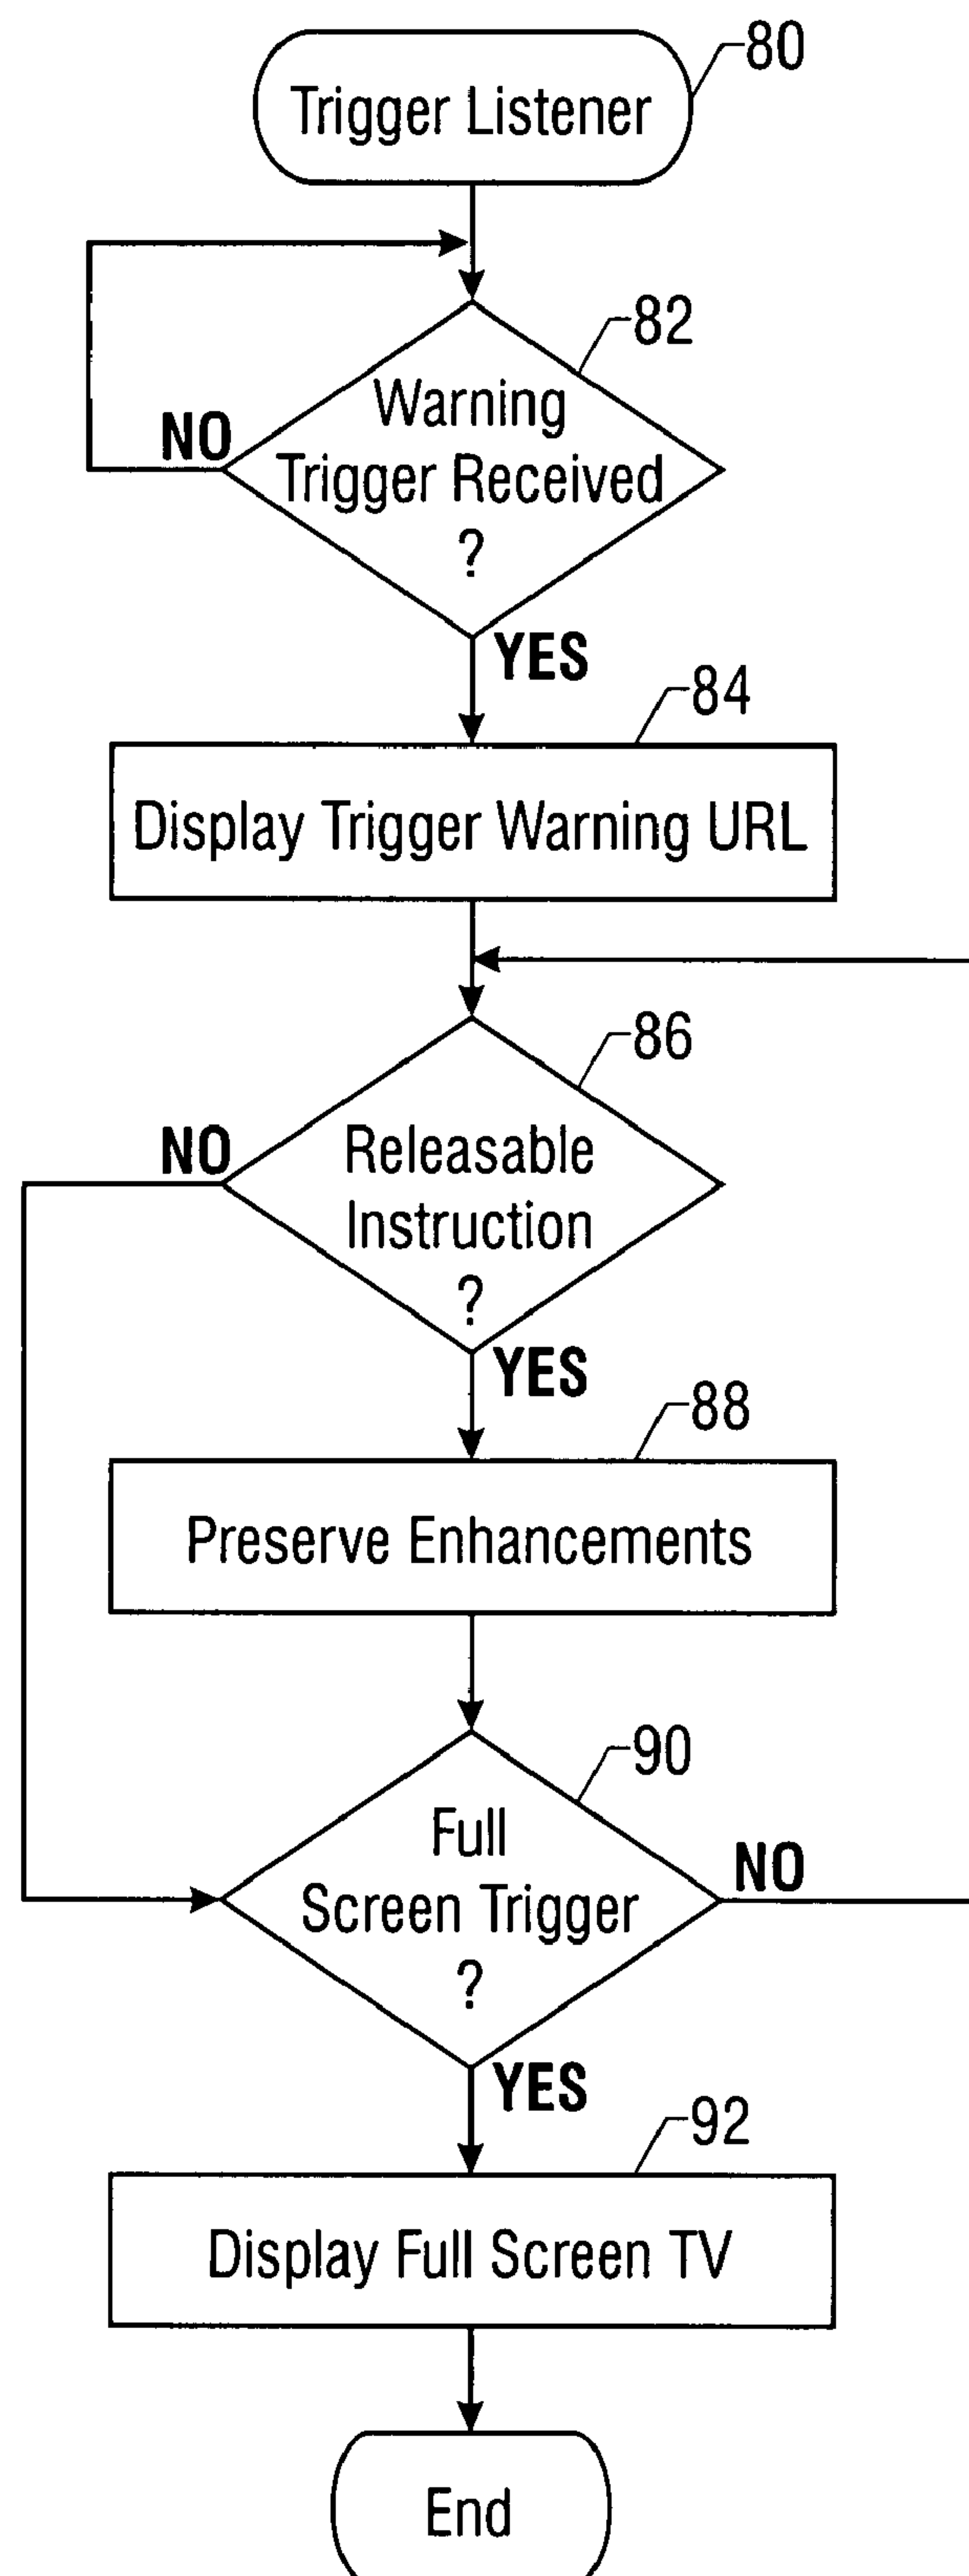 80
Trigger Listener
82
Warning
NO
Trigger Received
?
YES
84
Display Trigger Warning URL
86
NO
Releasable
Instruction
?
YES
88
Preserve Enhancements
90
Full
NO
Screen Trigger
?
YES
92
Display Full Screen TV
End